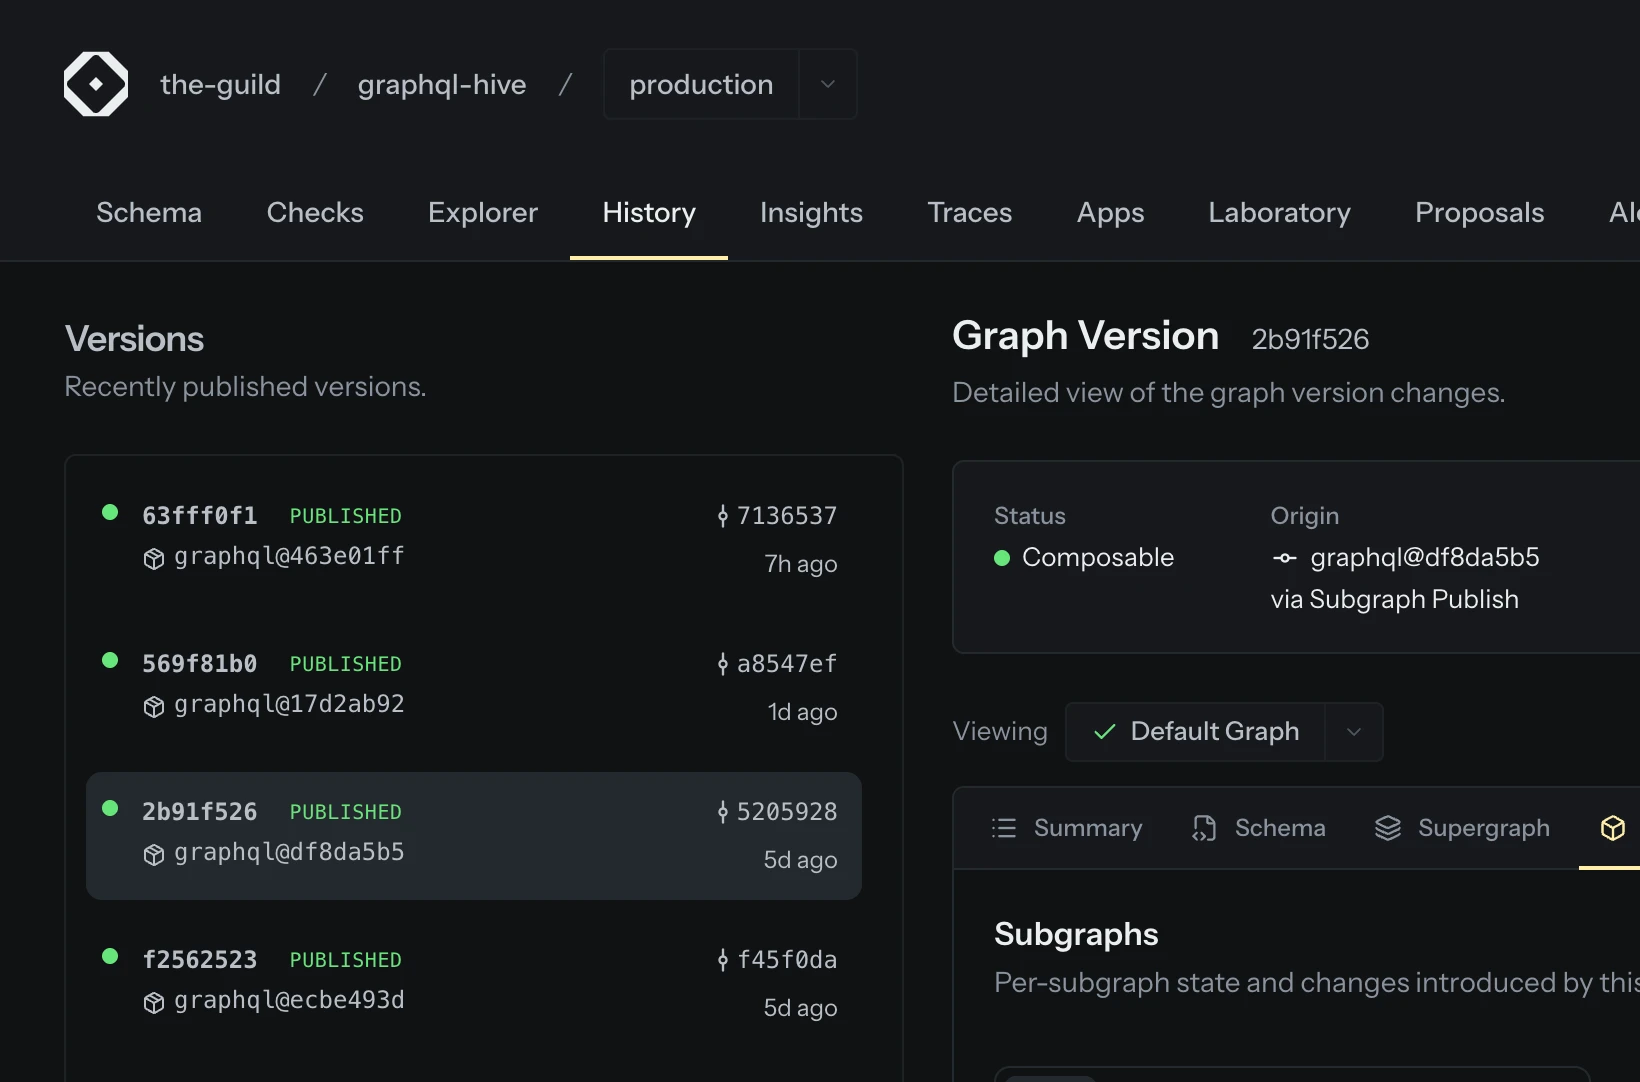 the-guild / graphql-hive / production
Schema Checks Explorer History Insights Traces Apps Laboratory Proposals
Versions
Recently published versions.
63fff0f1 PUBLISHED 7136537
graphql@463e01ff
7h ago
569f81b0 PUBLISHED a8547ef
graphql@17d2ab92
1d ago
2b91f526 PUBLISHED 5205928
graphql@df8da5b5
5d ago
f2562523 PUBLISHED f45f0da
graphql@ecbe493d
5d ago
Graph Version 2b91f526
Detailed view of the graph version changes.
Status
Composable
Origin
graphql@df8da5b5
via Subgraph Publish
Viewing Default Graph
Summary Schema Supergraph
Subgraphs
Per-subgraph state and changes introduced by this